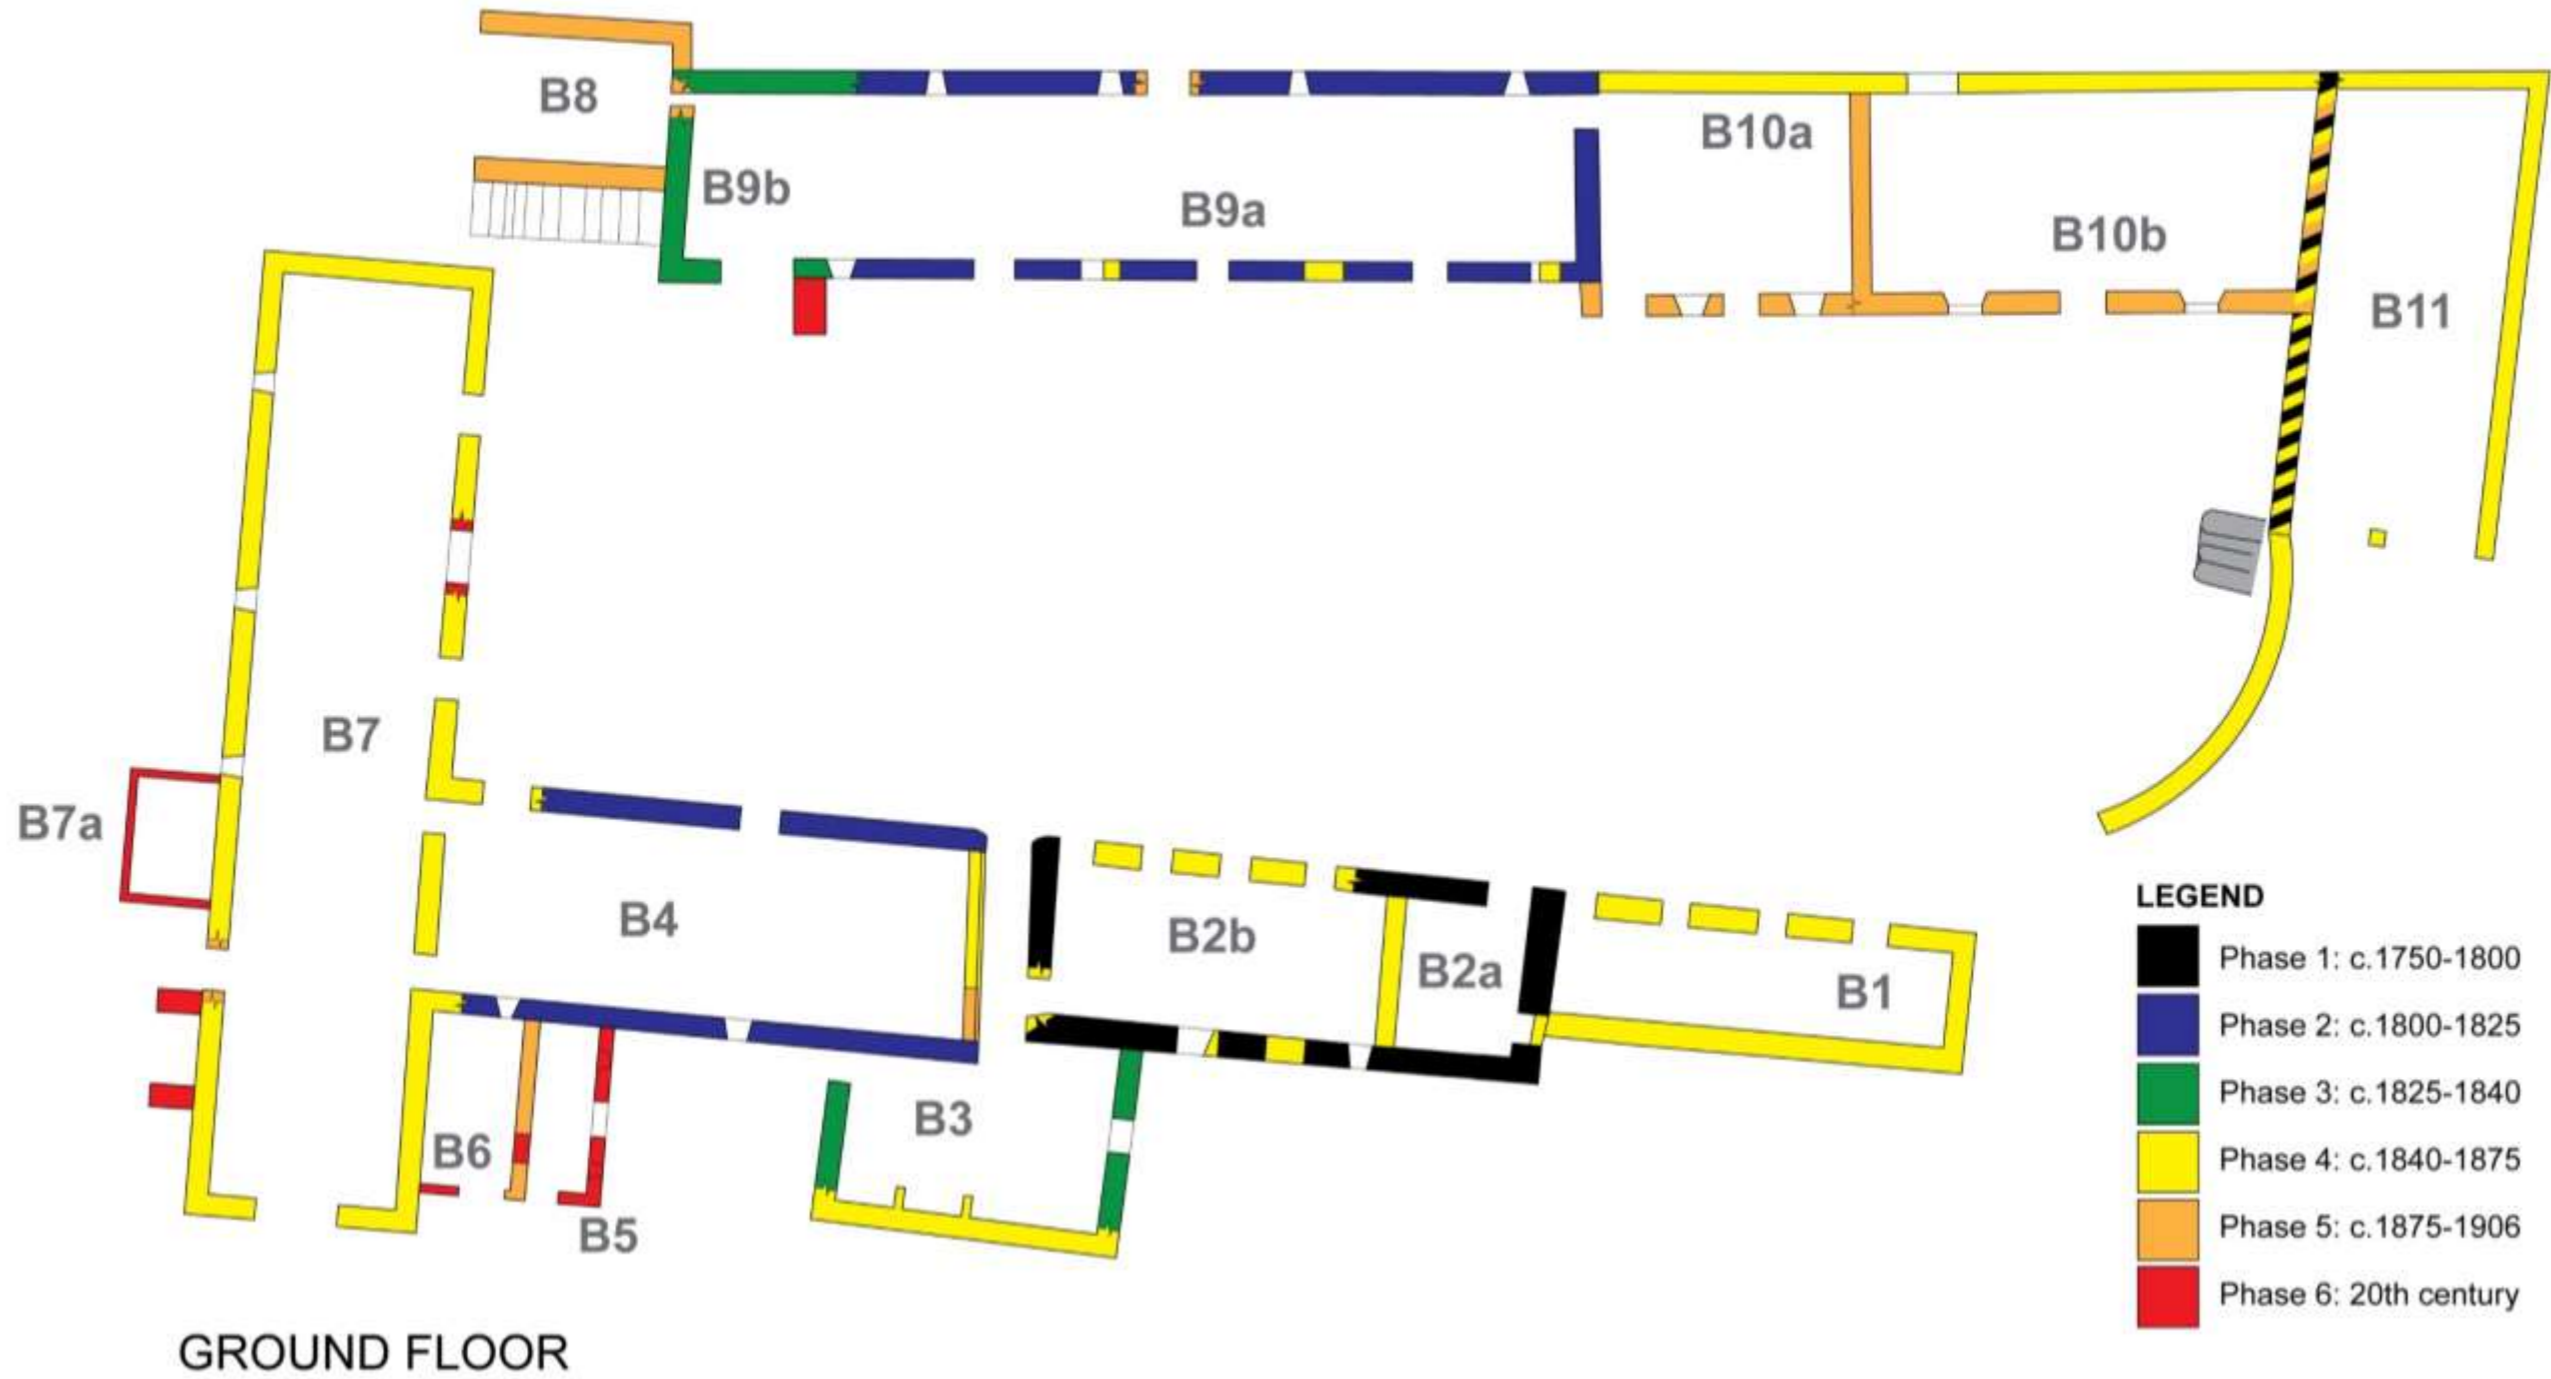 B8
B9b
B9a
B10a
B10b
B11
B7
B7a
B4
B2b
B2a
B1
B3
B6
B5
LEGEND
Phase 1: c.1750-1800
Phase 2: c.1800-1825
Phase 3: c.1825-1840
Phase 4: c.1840-1875
Phase 5: c.1875-1906
Phase 6: 20th century
GROUND FLOOR